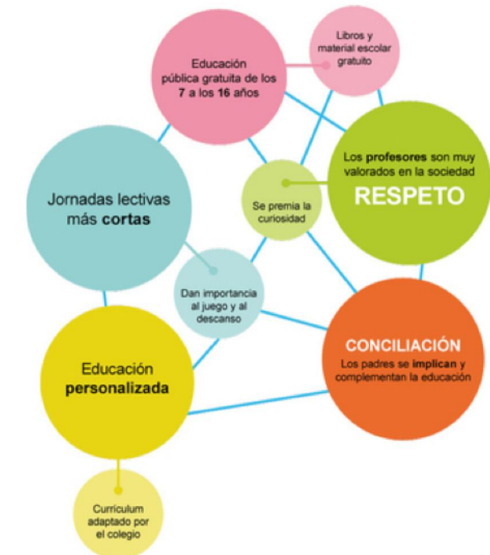 Libros y
material escolar
gratuito
Educación
pública gratuita de los
7 a los 16 años
Los profesores son muy
valorados en la sociedad
RESPETO
Jornadas lectivas
más cortas
Se premia la
curiosidad
Dan importancia
al juego y al
descanso
CONCILIACIÓN
Los padres se implican y
complementan la educación
Educación
personalizada
Currículum
adaptado por
el colegio